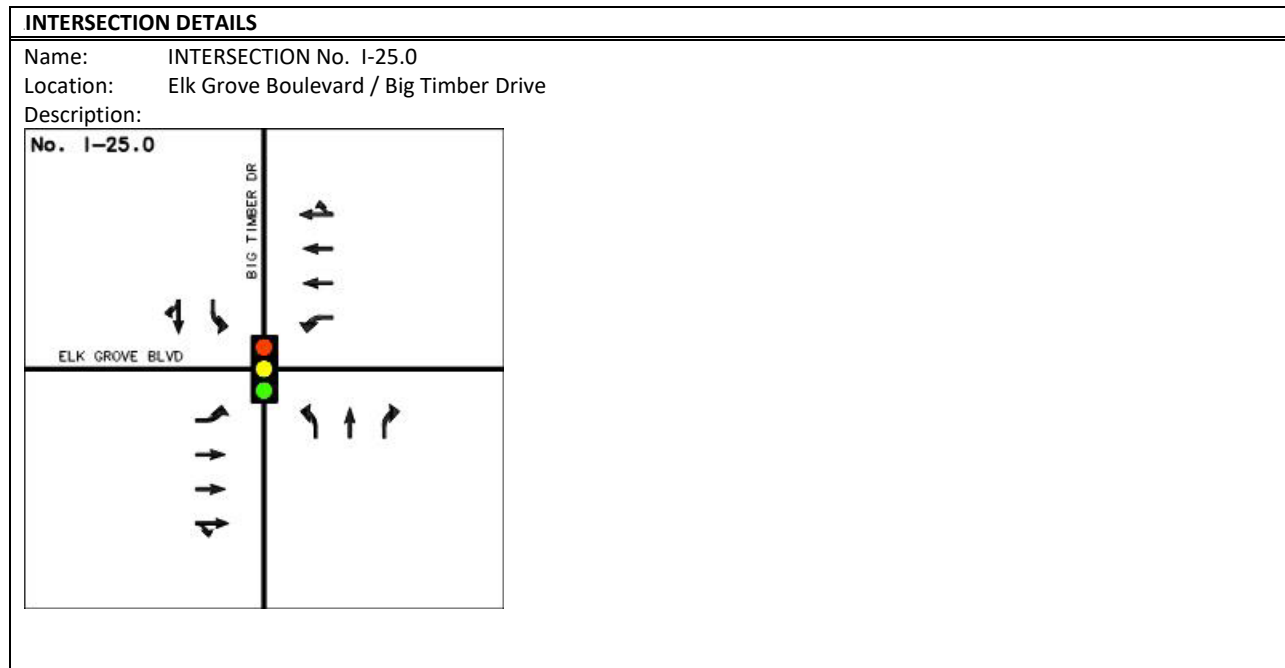 INTERSECTION DETAILS
Name: INTERSECTION No. I-25.0
Location: Elk Grove Boulevard / Big Timber Drive
Description:
No. I-25.0
BIG TIMBER DR
ELK GROVE BLVD